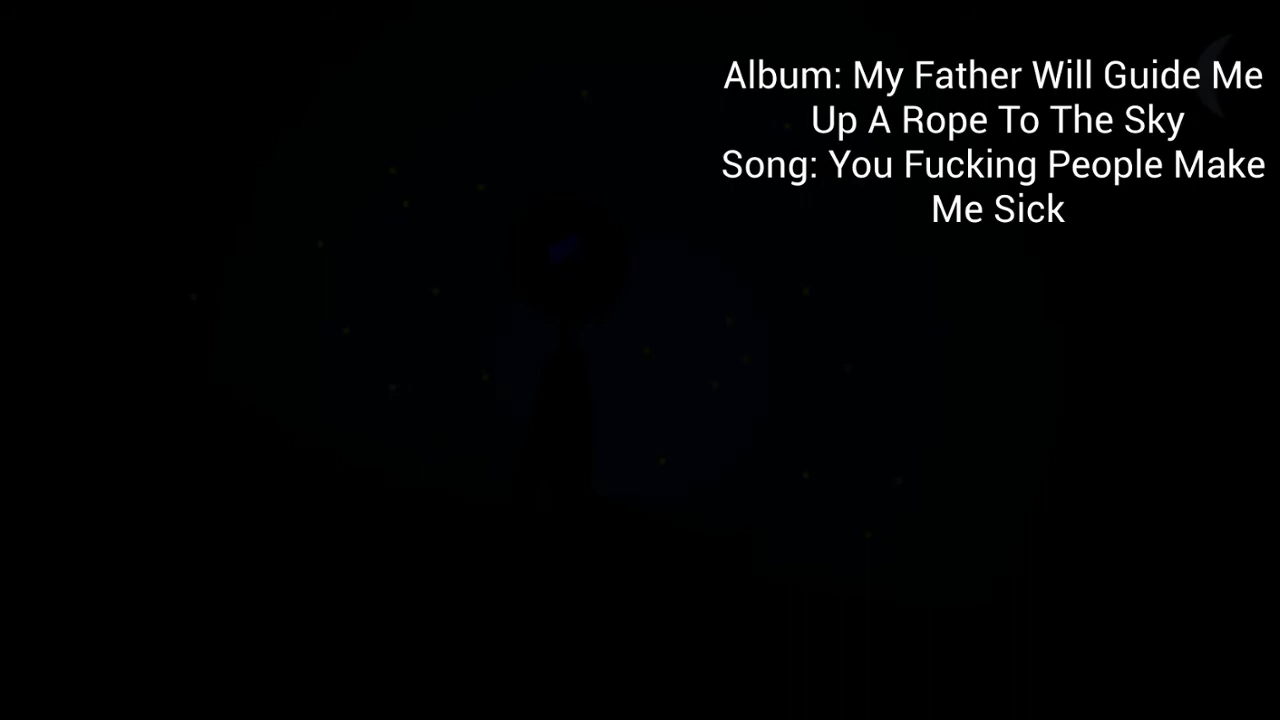 Album: My Father Will Guide Me
Up A Rope To The Sky
Song: You Fucking People Make
Me Sick